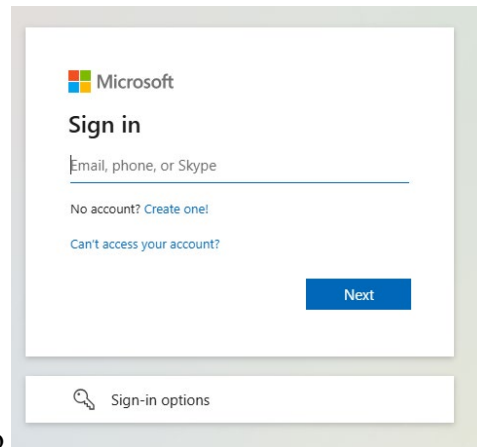 Microsoft
Sign in
Email, phone, or Skype
No account? Create one!
Can't access your account?
Next
Sign-in options